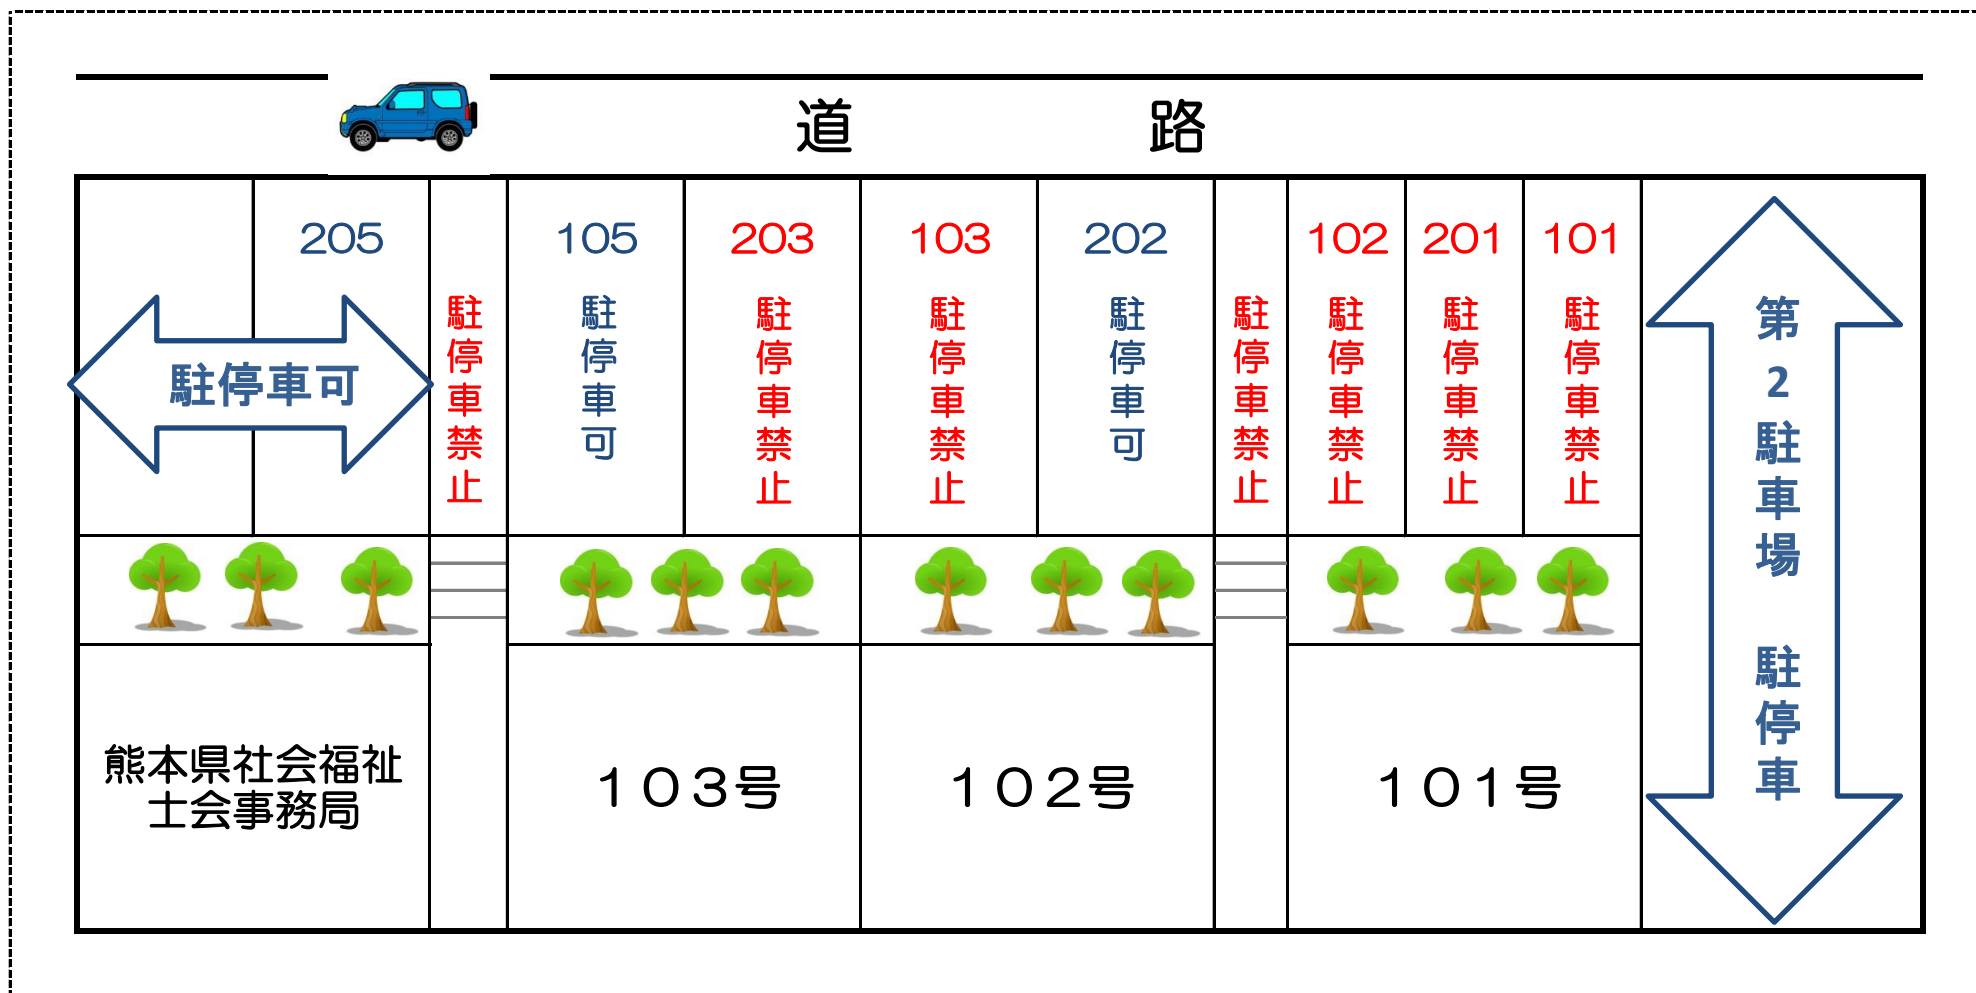 道 路
205
105
203
103
202
102
201
101
駐停車可
駐停車禁止
駐停車可
駐停車禁止
駐停車禁止
駐停車可
駐停車禁止
駐停車禁止
駐停車禁止
駐停車禁止
第2駐車場 駐停車
熊本県社会福祉
士会事務局
103号
102号
101号